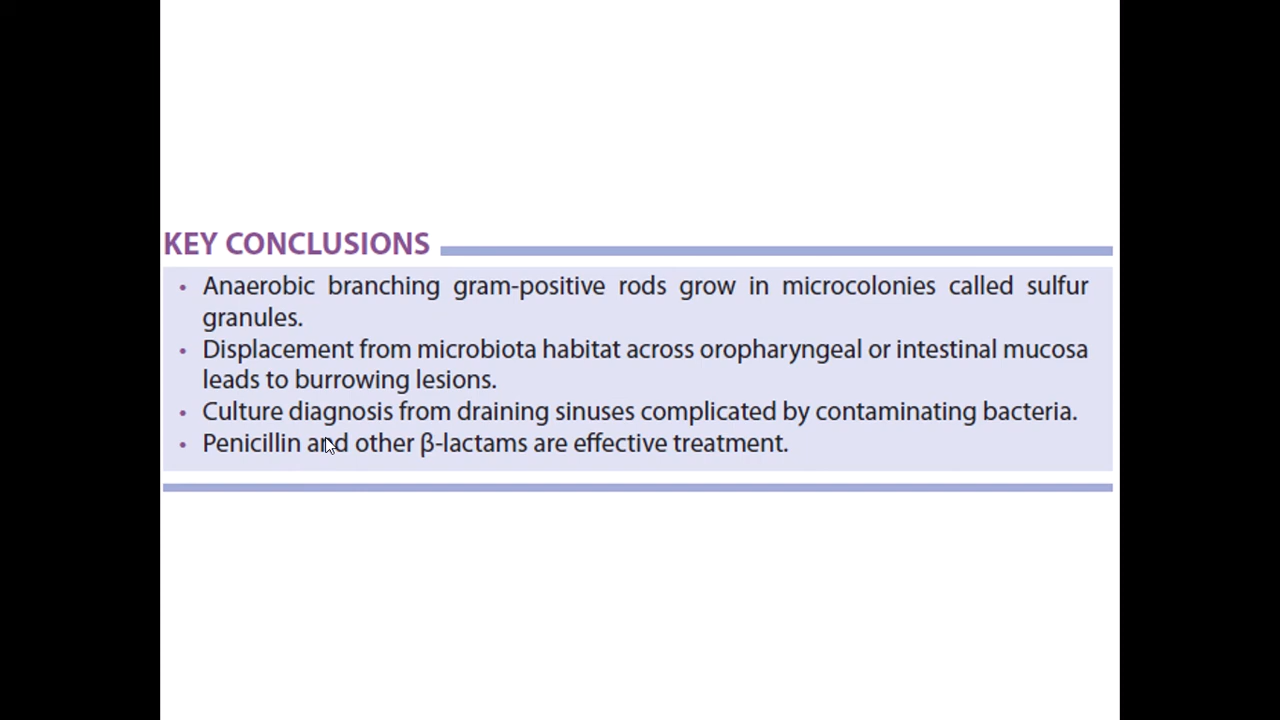 KEY CONCLUSIONS
• Anaerobic branching gram-positive rods grow in microcolonies called sulfur
granules.
• Displacement from microbiota habitat across oropharyngeal or intestinal mucosa
leads to burrowing lesions.
• Culture diagnosis from draining sinuses complicated by contaminating bacteria.
• Penicillin and other β-lactams are effective treatment.